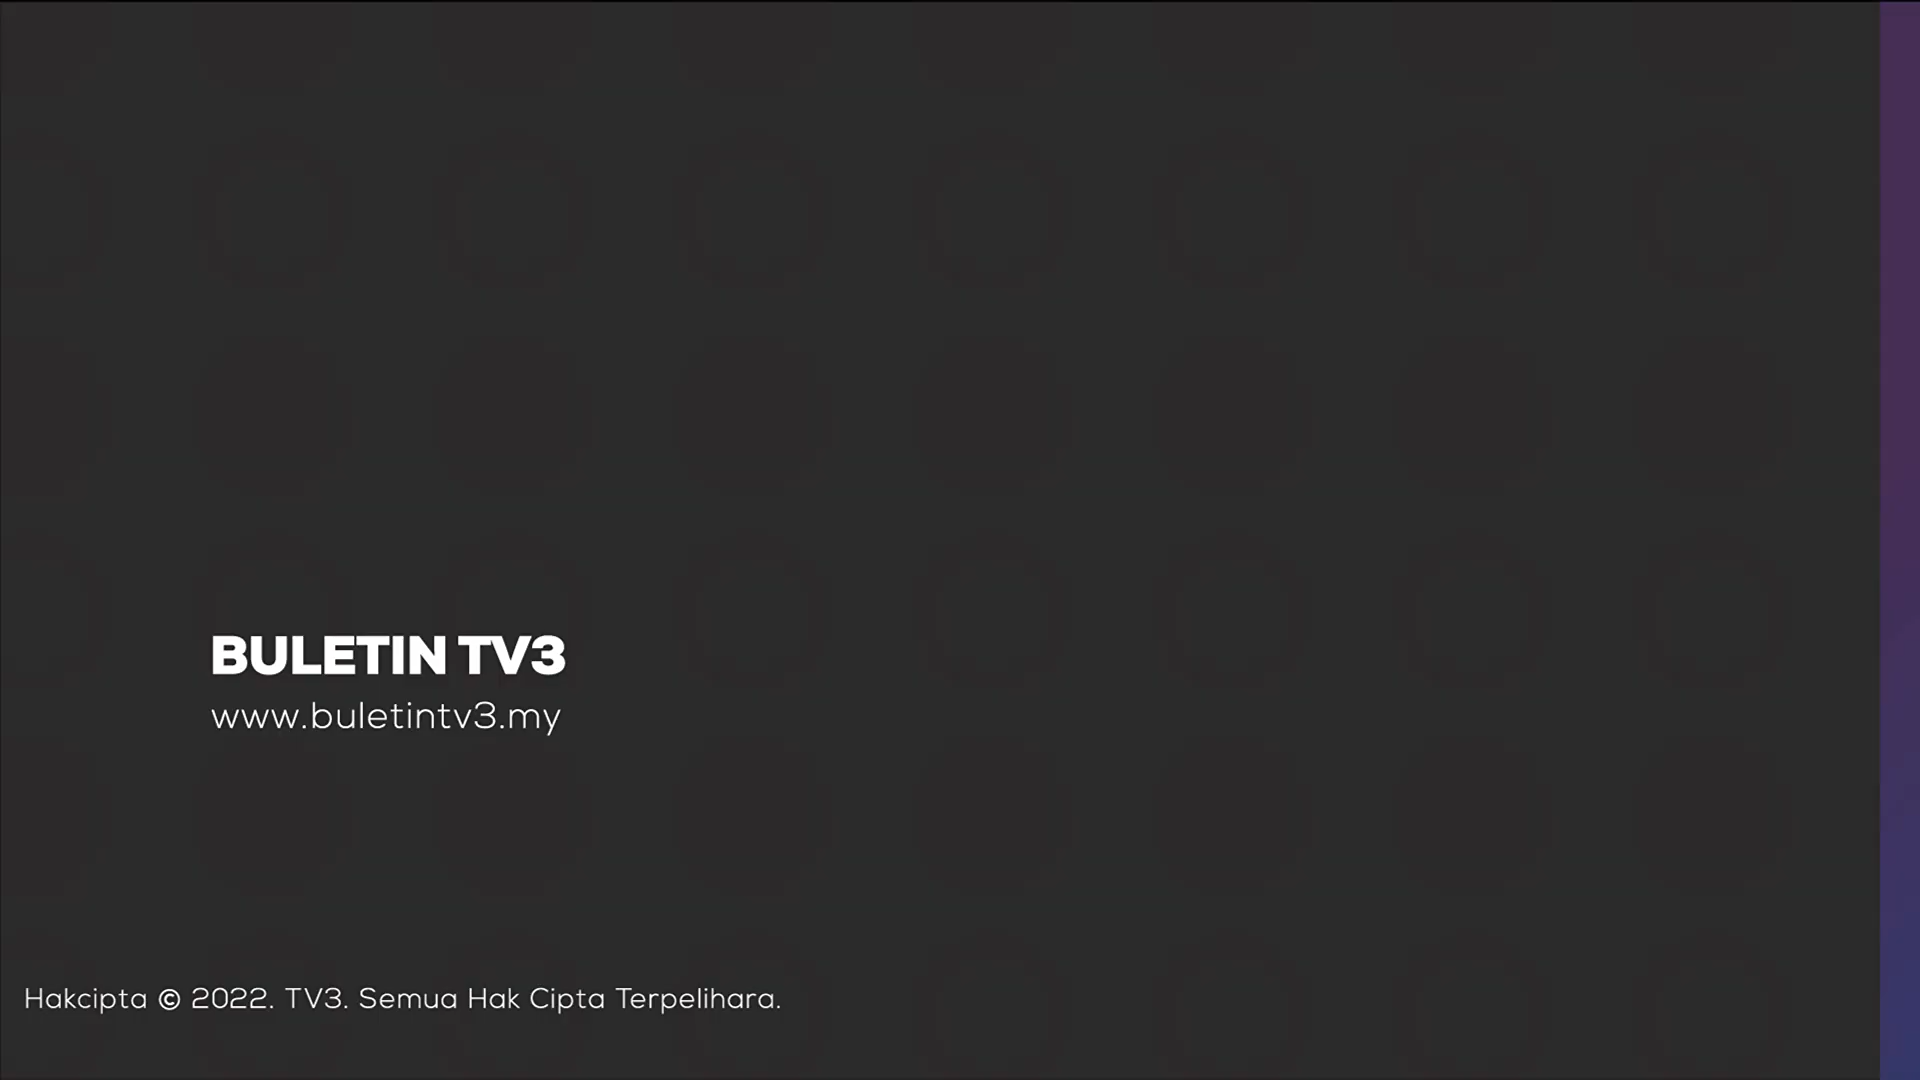 BULETIN TV3
www.buletintv3.my
Hakcipta © 2022. TV3. Semua Hak Cipta Terpelihara.